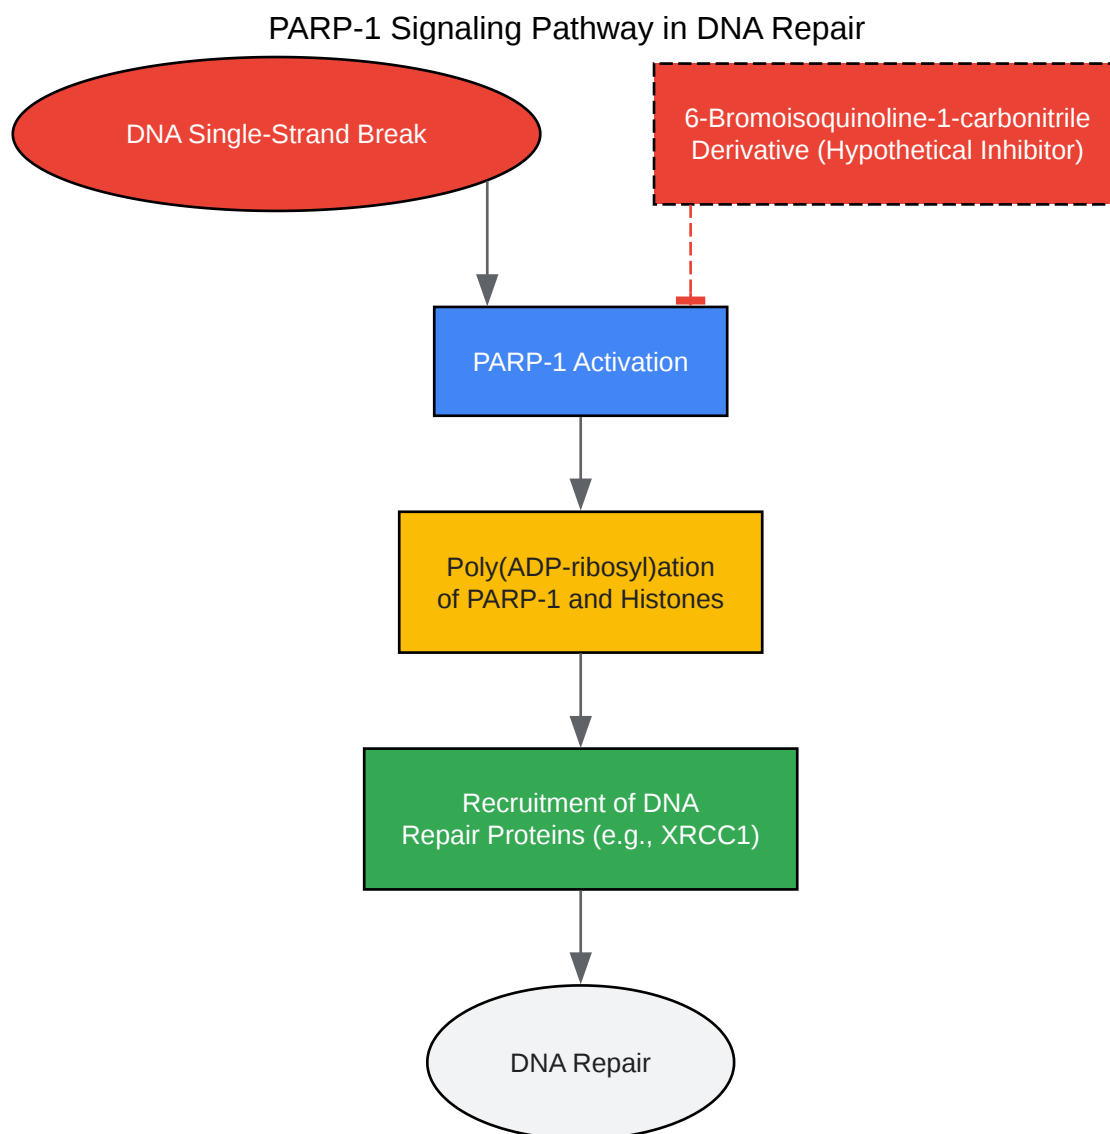 PARP-1 Signaling Pathway in DNA Repair
DNA Single-Strand Break
6-Bromoisoquinoline-1-carbonitrile
Derivative (Hypothetical Inhibitor)
PARP-1 Activation
Poly(ADP-ribosyl)ation
of PARP-1 and Histones
Recruitment of DNA
Repair Proteins (e.g., XRCC1)
DNA Repair